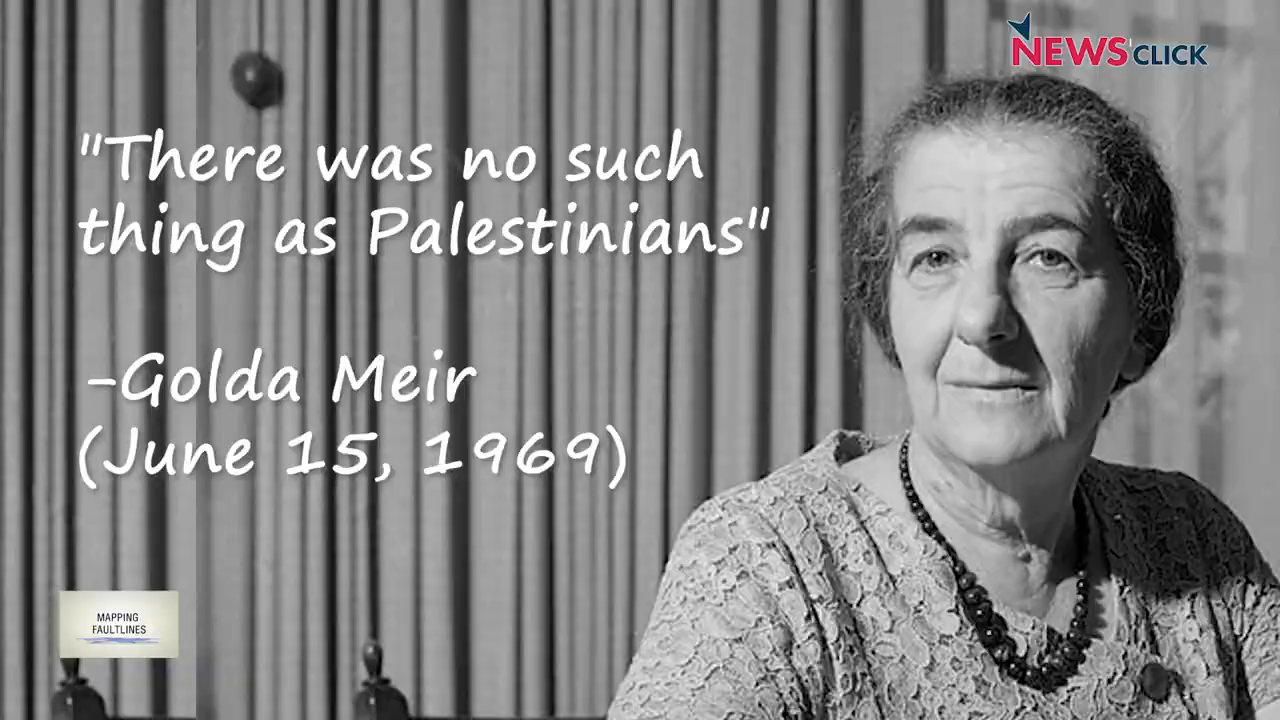 NEWSCLICK
"There was no such
thing as Palestinians"
-Golda Meir
(June 15, 1969)
MAPPING
FAULTLINES